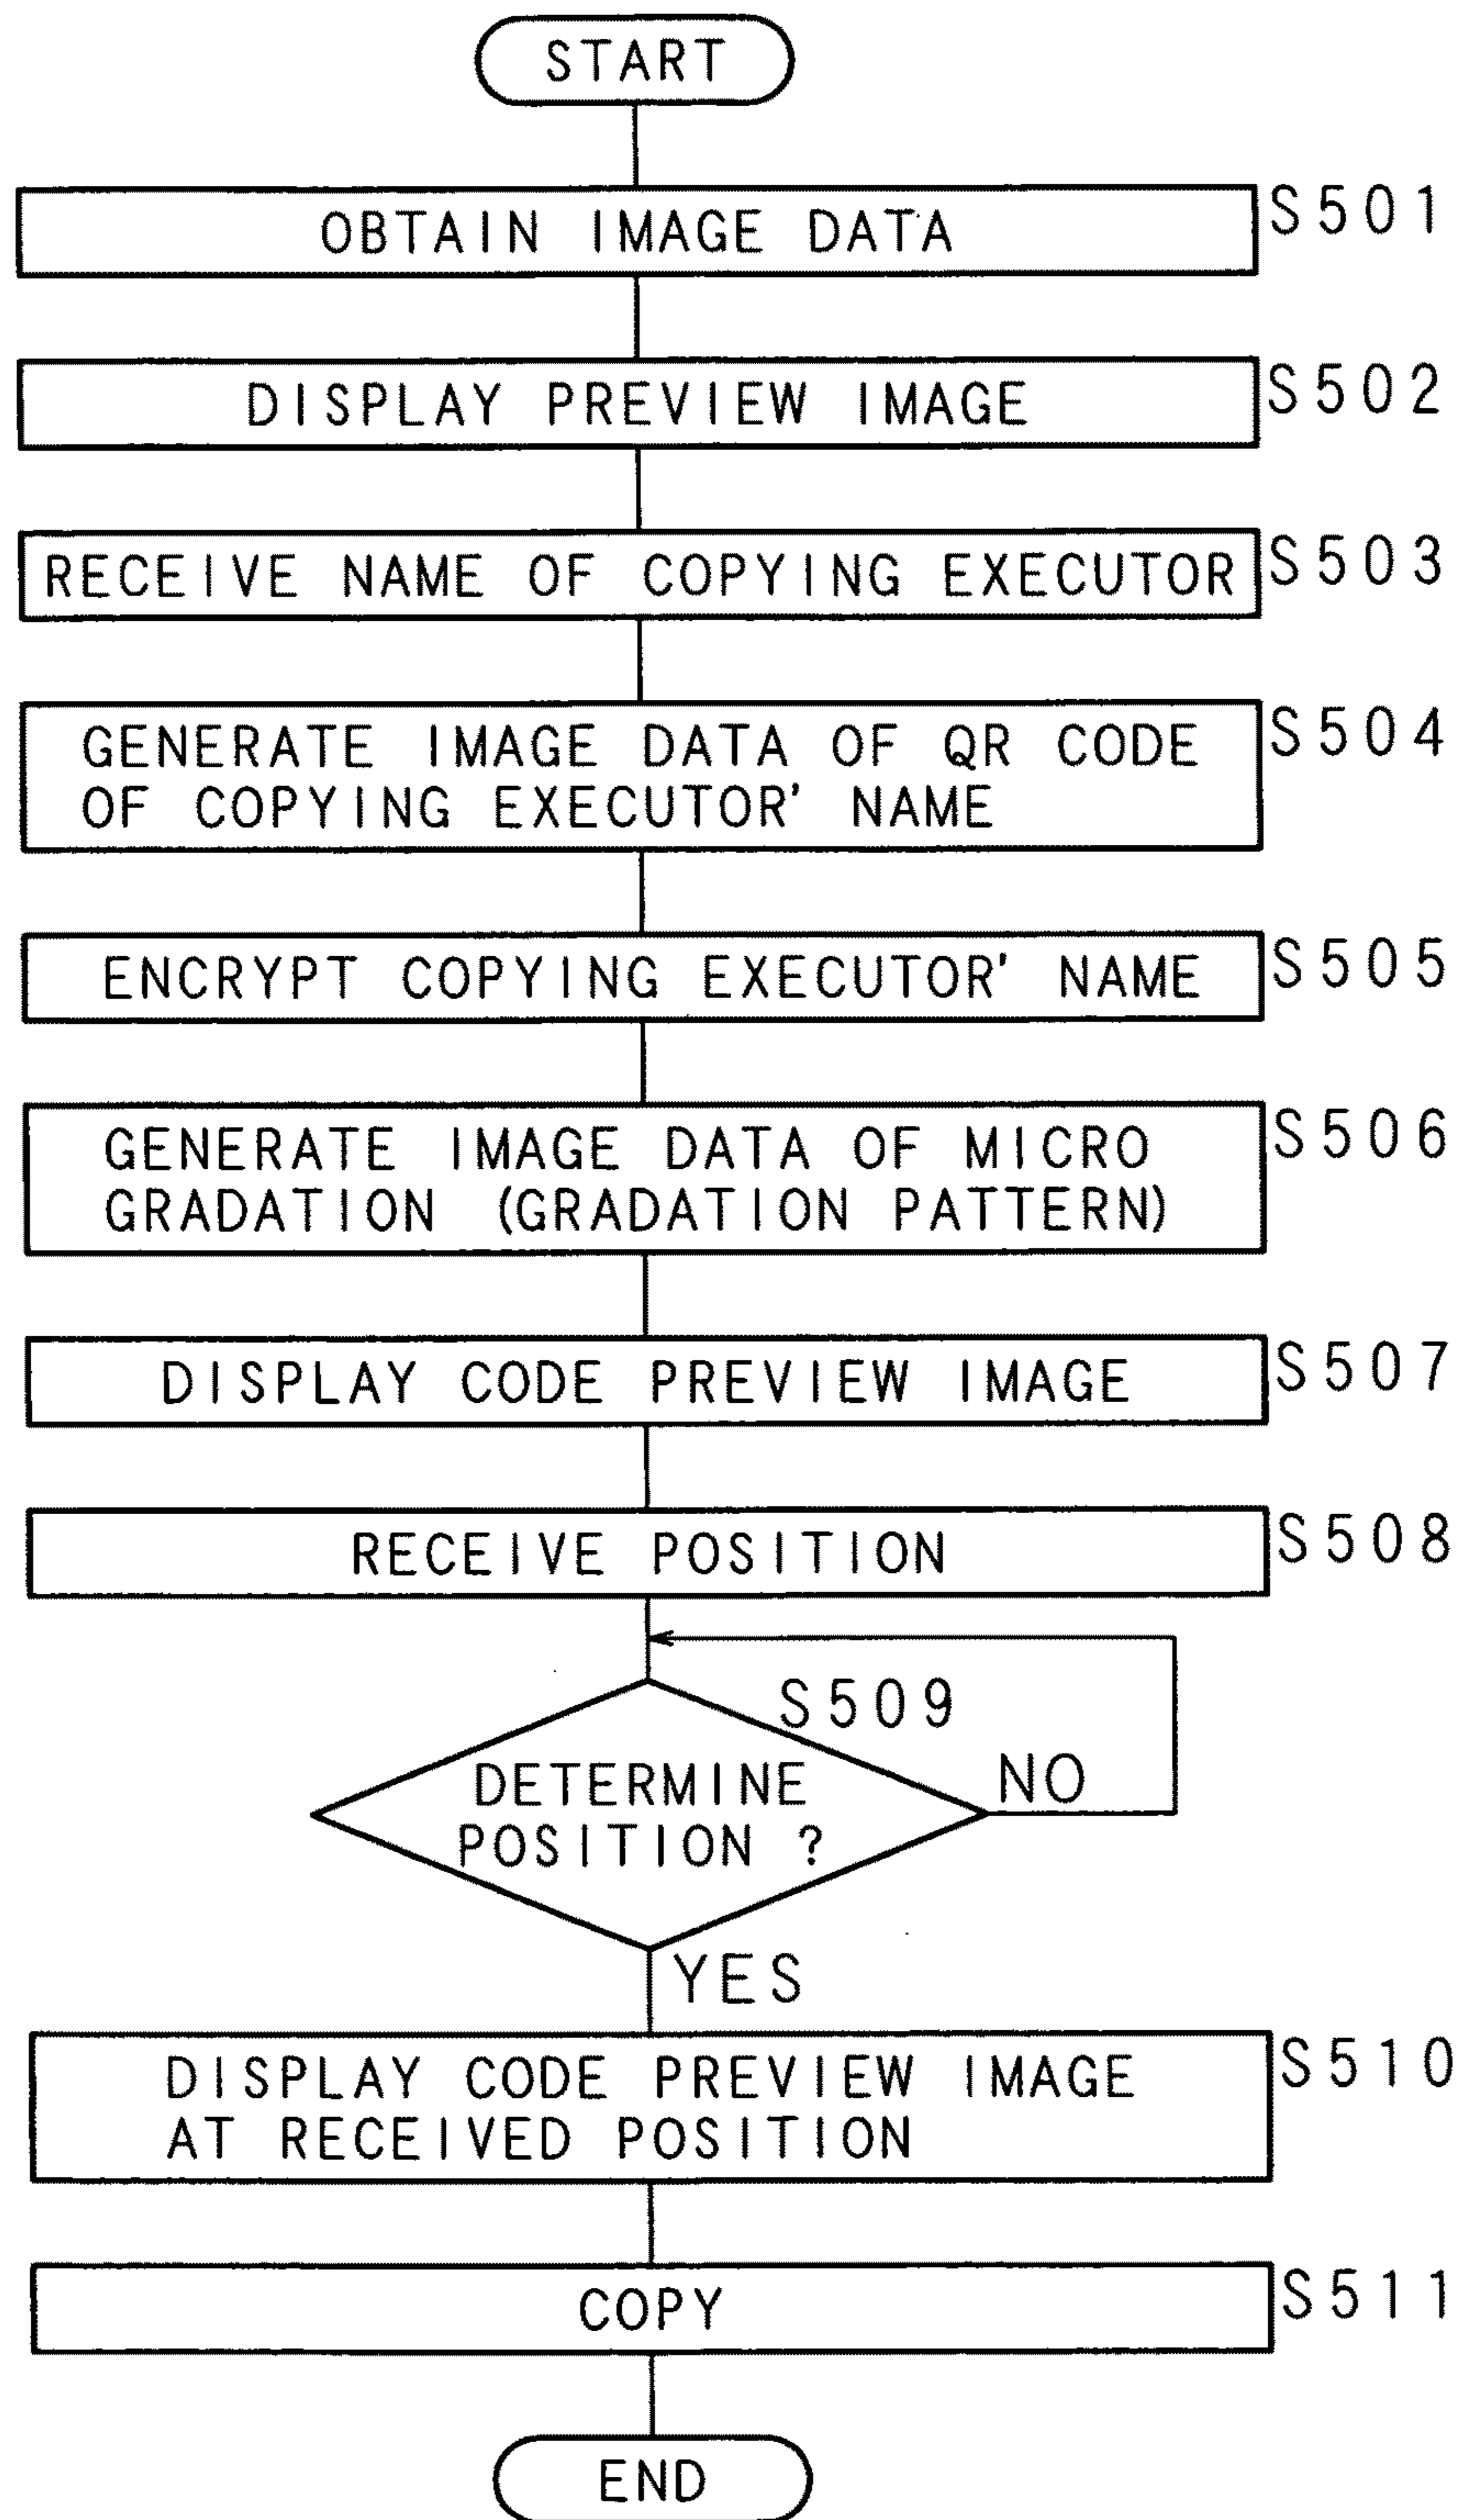 START
OBTAIN IMAGE DATA
S501
DISPLAY PREVIEW IMAGE
S502
RECEIVE NAME OF COPYING EXECUTOR
S503
GENERATE IMAGE DATA OF QR CODE
OF COPYING EXECUTOR' NAME
S504
ENCRYPT COPYING EXECUTOR' NAME
S505
GENERATE IMAGE DATA OF MICRO
GRADATION (GRADATION PATTERN)
S506
DISPLAY CODE PREVIEW IMAGE
S507
RECEIVE POSITION
S508
S509
DETERMINE
POSITION ?
NO
YES
DISPLAY CODE PREVIEW IMAGE
AT RECEIVED POSITION
S510
COPY
S511
END